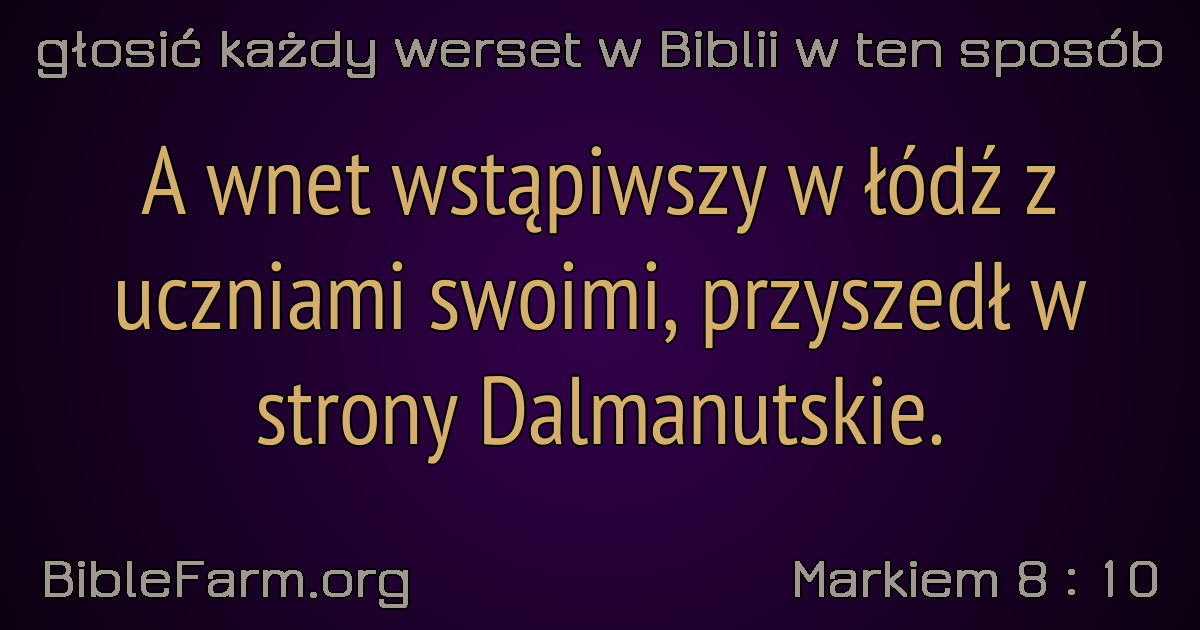 głosić każdy werset w Biblii w ten sposób
A wnet wstąpiwszy w łódź z
uczniami swoimi, przyszedł w
strony Dalmanutskie.
BibleFarm.org
Markiem 8 : 10